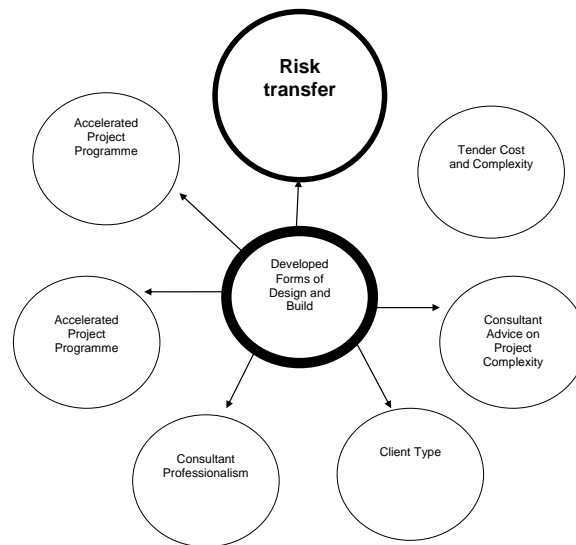 Risk
transfer
Accelerated
Project
Programme
Tender Cost
and Complexity
Developed
Forms of
Design and
Build
Accelerated
Project
Programme
Consultant
Advice on
Project
Complexity
Consultant
Professionalism
Client Type